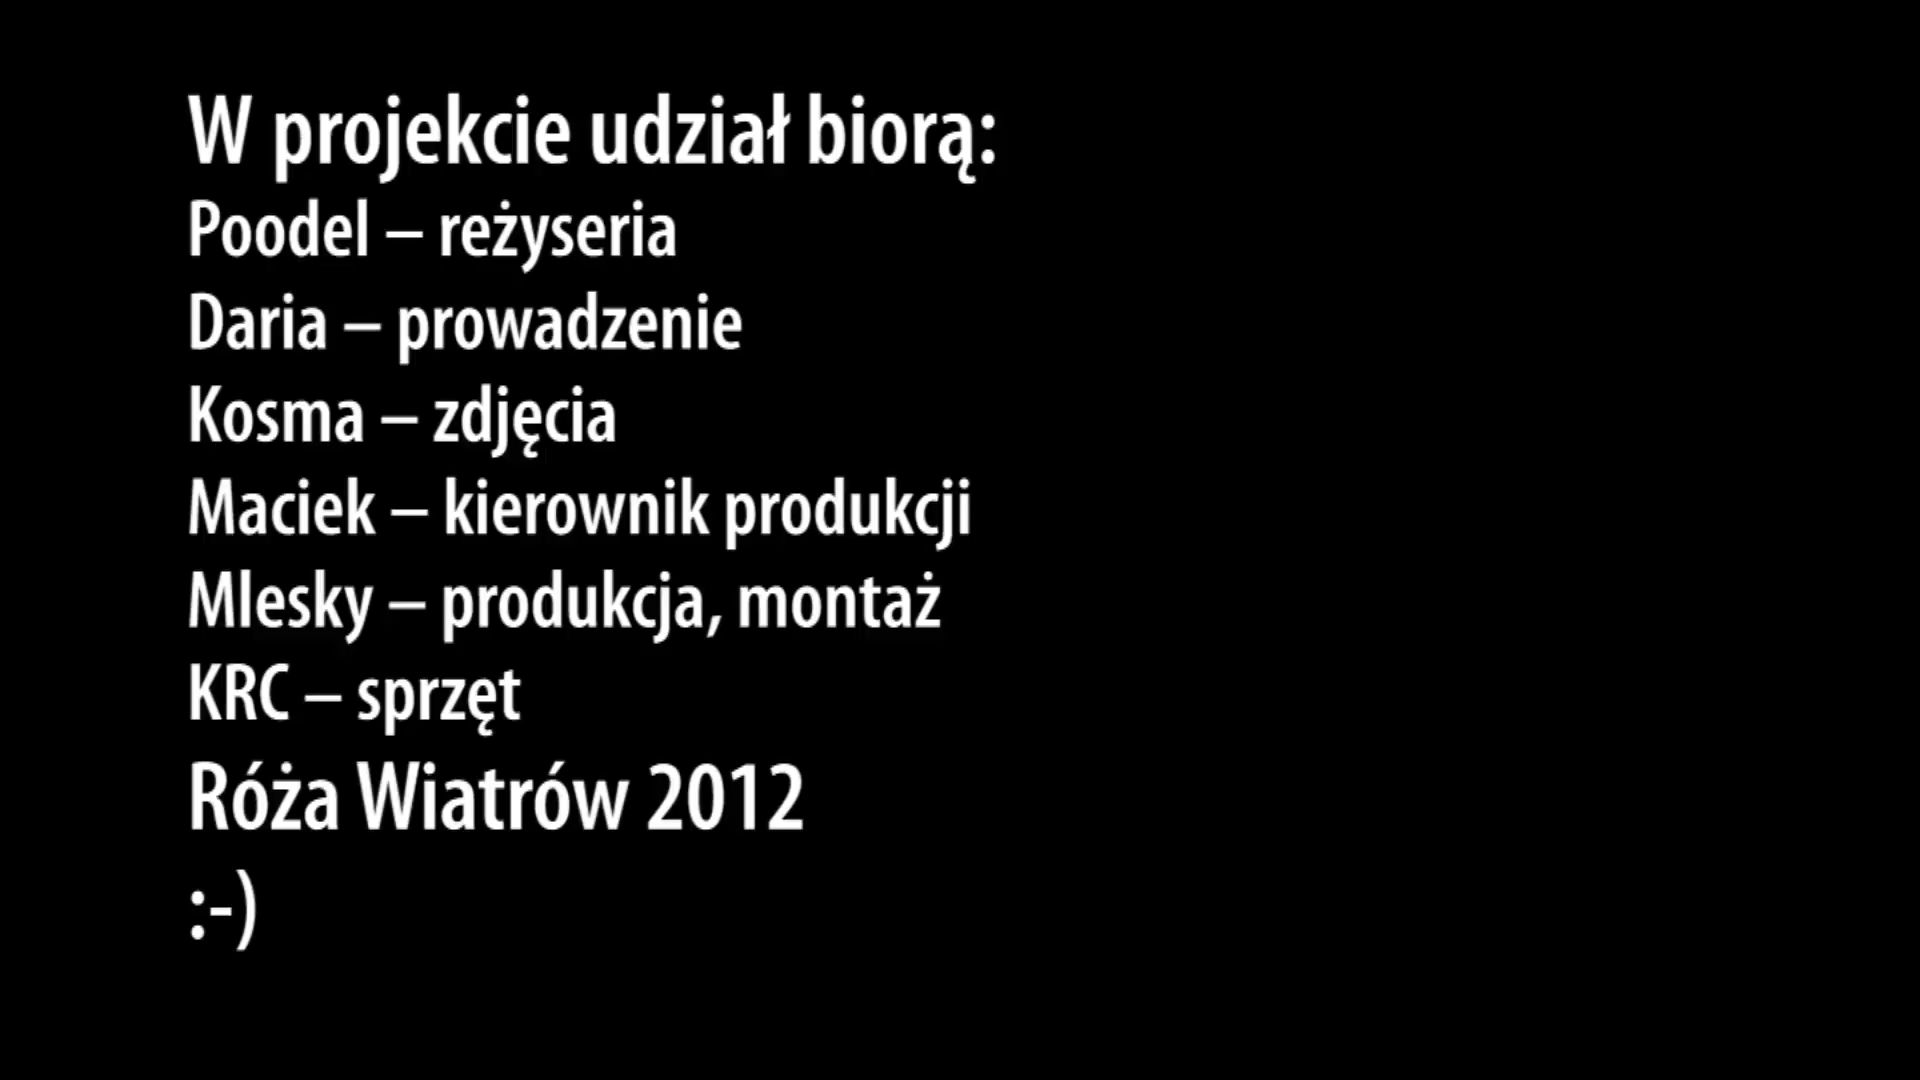 W projekcie udział biorą:
Poodel – reżyseria
Daria – prowadzenie
Kosma – zdjęcia
Maciek – kierownik produkcji
Mlesky – produkcja, montaż
KRC – sprzęt
Róża Wiatrów 2012
:-)